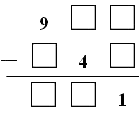 9 □ □
− □ 4 □
□ □ 1